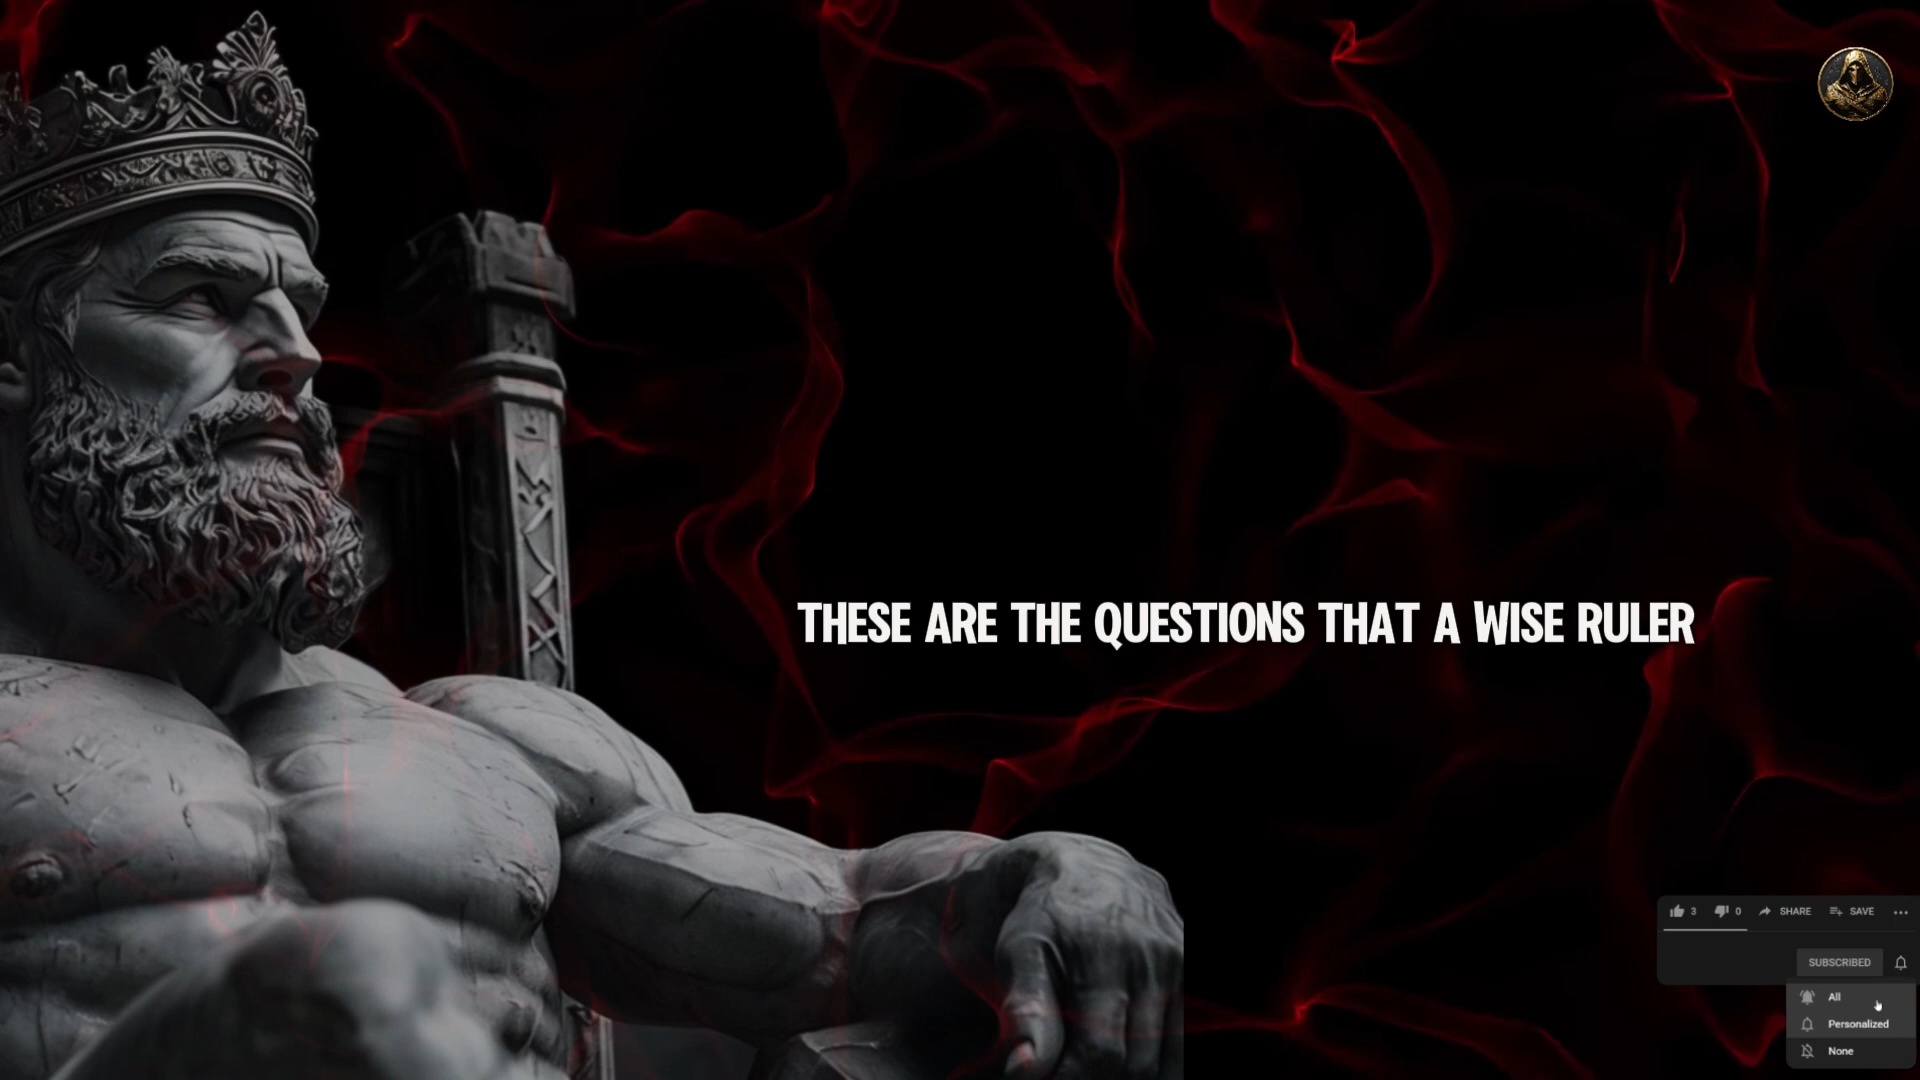 THESE ARE THE QUESTIONS THAT A WISE RULER
3 0 SHARE SAVE
SUBSCRIBED
All
Personalized
None